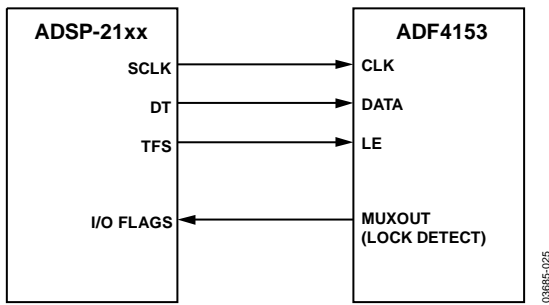 ADSP-21xx
ADF4153
SCLK
CLK
DT
DATA
TFS
LE
I/O FLAGS
MUXOUT
(LOCK DETECT)
03685-025